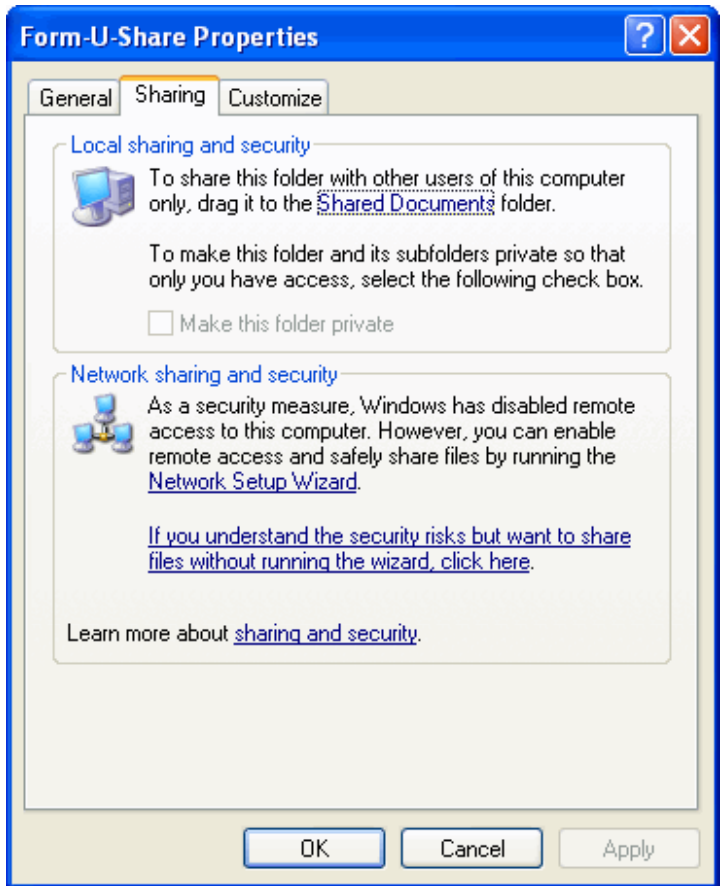 Form-U-Share Properties
General Sharing Customize
Local sharing and security
To share this folder with other users of this computer
only, drag it to the Shared Documents folder.
To make this folder and its subfolders private so that
only you have access, select the following check box.
Make this folder private
Network sharing and security
As a security measure, Windows has disabled remote
access to this computer. However, you can enable
remote access and safely share files by running the
Network Setup Wizard.
If you understand the security risks but want to share
files without running the wizard, click here.
Learn more about sharing and security.
OK Cancel Apply